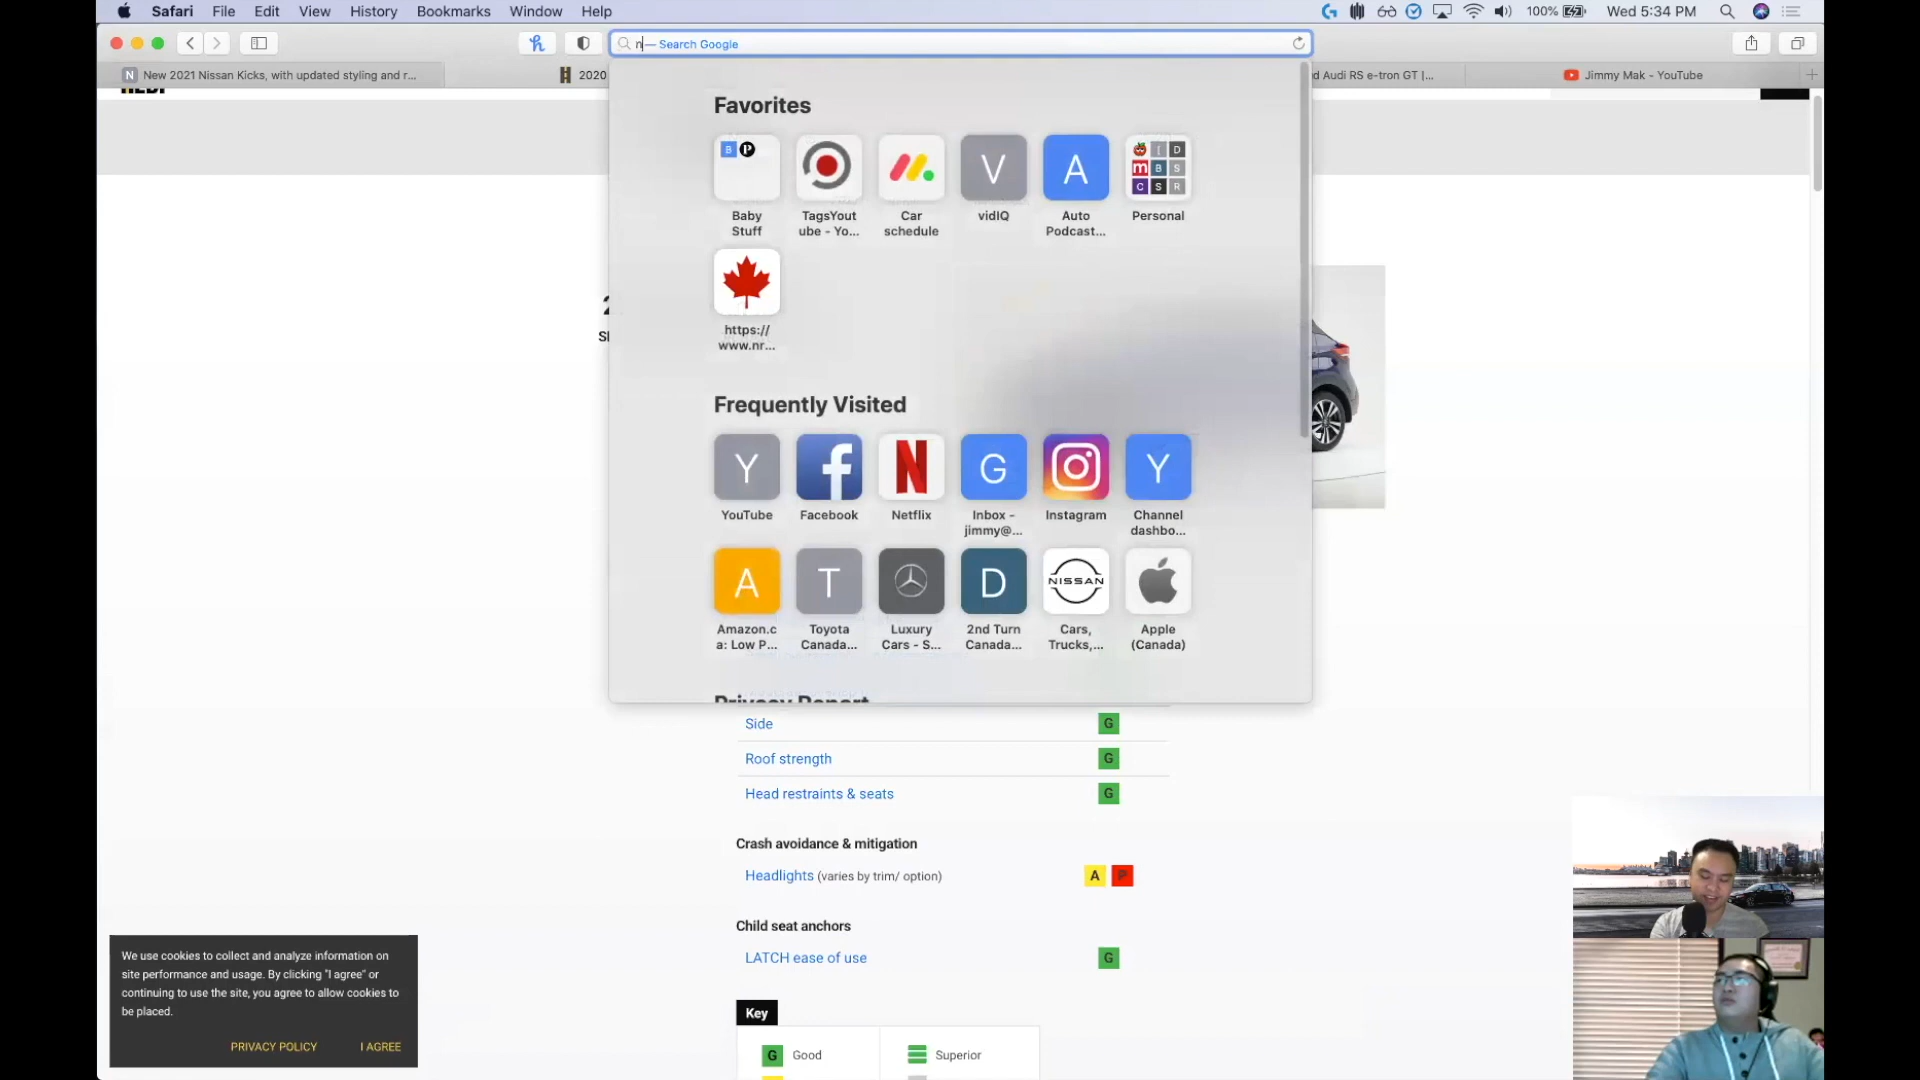 Safari File Edit View History Bookmarks Window Help
100% Wed 5:34 PM
n — Search Google
N New 2021 Nissan Kicks, with updated styling and r...
2020
d Audi RS e-tron GT |...
Jimmy Mak - YouTube
Favorites
B P
V
A
D
m B S
C S R
Baby Stuff
TagsYout ube - Yo...
Car schedule
vidIQ
Auto Podcast...
Personal
https:// www.nr...
Frequently Visited
Y
f
N
G
Y
YouTube
Facebook
Netflix
Inbox - jimmy@...
Instagram
Channel dashbo...
A
T
D
NISSAN
Amazon.c a: Low P...
Toyota Canada...
Luxury Cars - S...
2nd Turn Canada...
Cars, Trucks,...
Apple (Canada)
Privacy Report
Side G
Roof strength G
Head restraints & seats G
Crash avoidance & mitigation
Headlights (varies by trim/ option) A P
Child seat anchors
LATCH ease of use G
Key
G Good Superior
We use cookies to collect and analyze information on
site performance and usage. By clicking "I agree" or
continuing to use the site, you agree to allow cookies to
be placed.
PRIVACY POLICY I AGREE